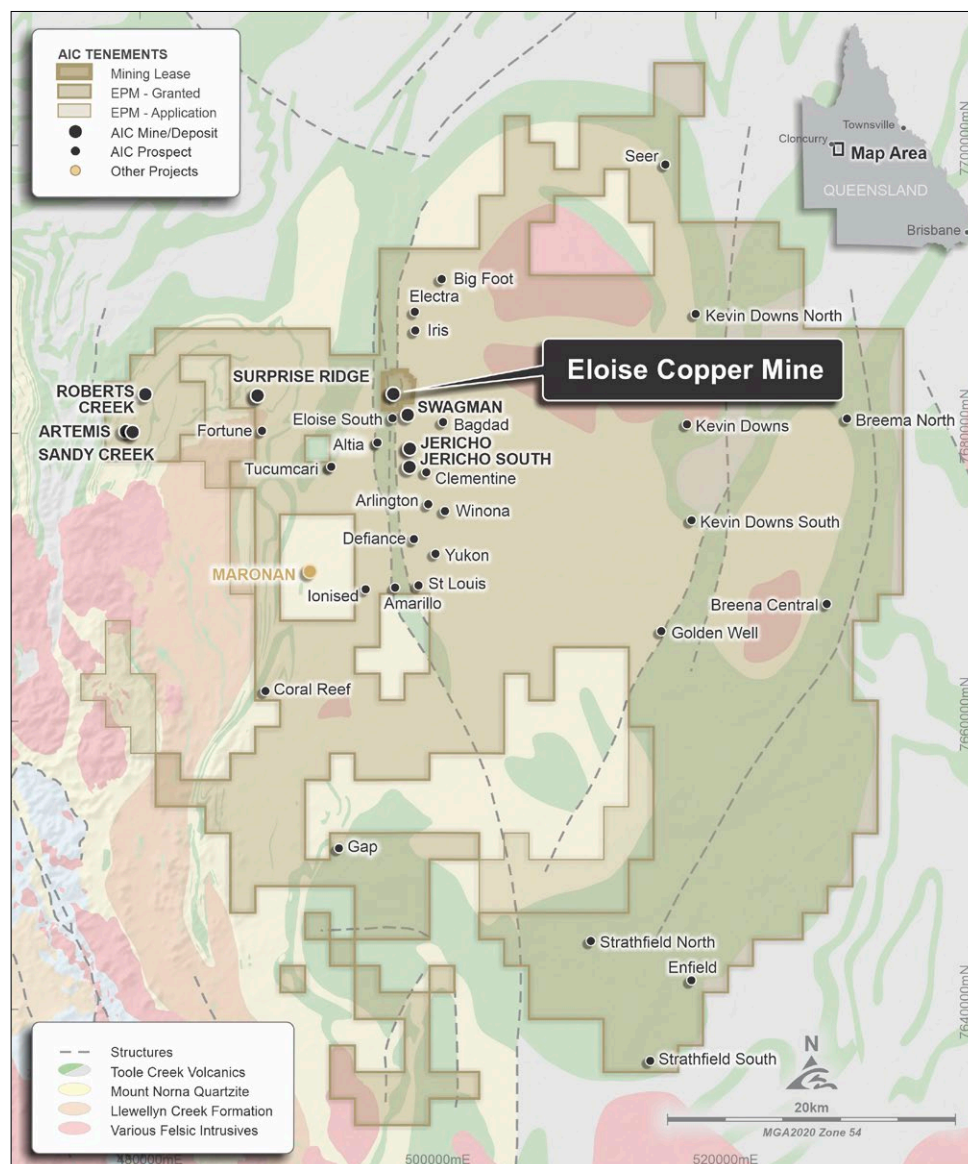 AIC TENEMENTS
Mining Lease
EPM - Granted
EPM - Application
AIC Mine/Deposit
AIC Prospect
Other Projects
Townsville
Cloncurry
Map Area
QUEENSLAND
Brisbane
7700000mN
Seer
Big Foot
Electra
Iris
Kevin Downs North
Eloise Copper Mine
ROBERTS
CREEK
SURPRISE RIDGE
SWAGMAN
Eloise South
Bagdad
Kevin Downs
Breema North
7680000mN
ARTEMIS
SANDY CREEK
Fortune
Altia
JERICHO
JERICHO SOUTH
Tucumcari
Clementine
Arlington
Winona
Kevin Downs South
Defiance
Yukon
MARONAN
Ionised
Amarillo
St Louis
Breena Central
Golden Well
Coral Reef
7660000mN
Gap
Strathfield North
Enfield
7640000mN
Strathfield South
Structures
Toole Creek Volcanics
Mount Norna Quartzite
Llewellyn Creek Formation
Various Felsic Intrusives
N
20km
MGA2020 Zone 54
480000mE
500000mE
520000mE